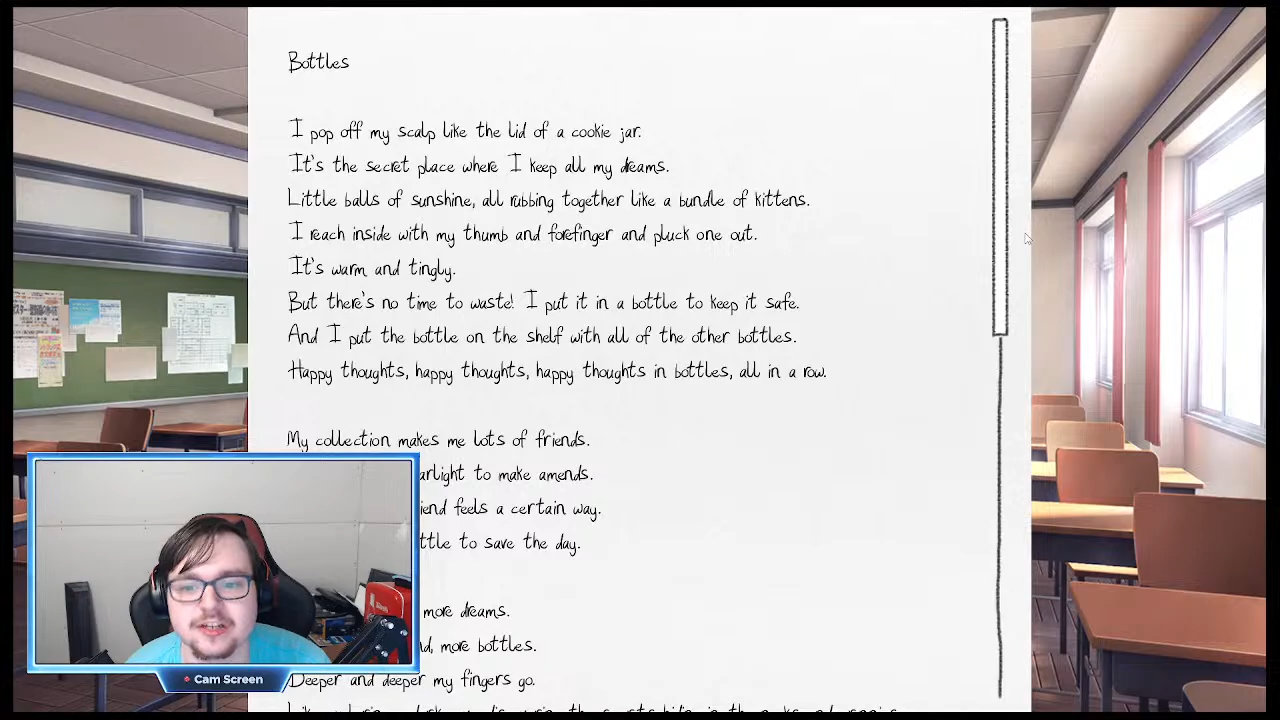 Bottles
I pop off my scalp like the lid of a cookie jar.
It's the secret place where I keep all my dreams.
Little balls of sunshine, all rubbing together like a bundle of kittens.
reach inside with my thumb and forefinger and pluck one out.
It's warm and tingly.
But there's no time to waste! I put it in a bottle to keep it safe.
And I put the bottle on the shelf with all of the other bottles.
Happy thoughts, happy thoughts, happy thoughts in bottles, all in a row.
My collection makes me lots of friends.
to make amends.
feels a certain way.
to save the day.
more dreams.
more bottles.
Deeper and deeper my fingers go.
Cam Screen